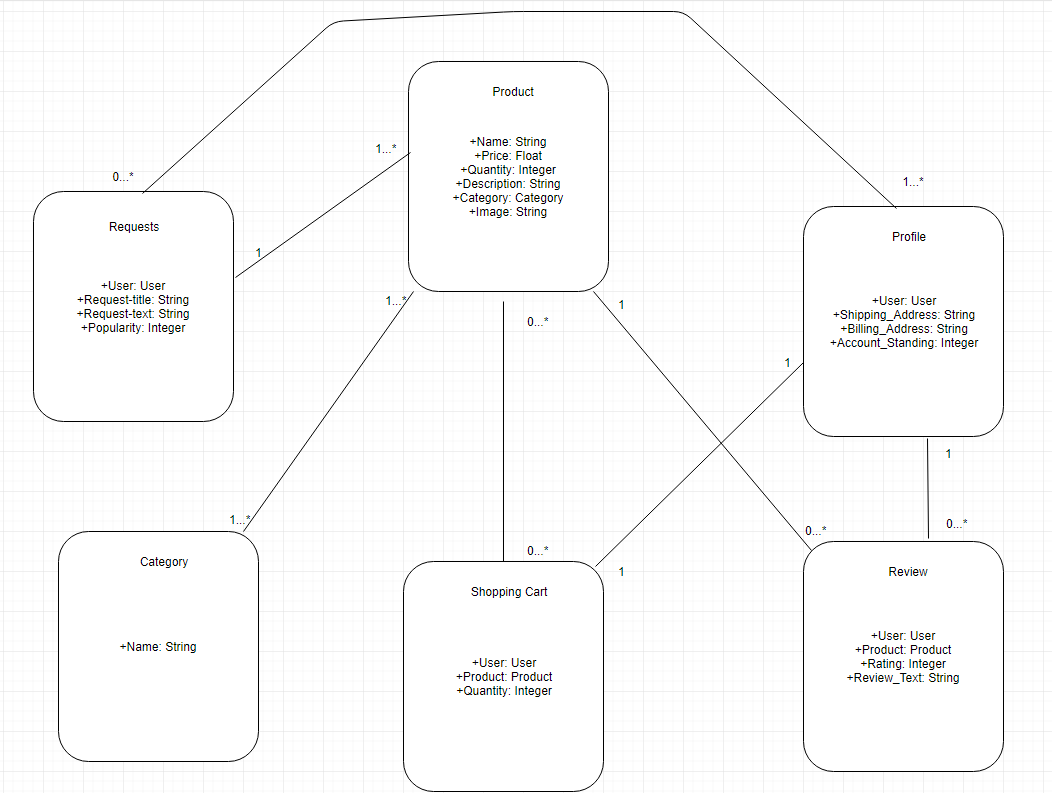 Product
+Name: String
+Price: Float
+Quantity: Integer
+Description: String
+Category: Category
+Image: String
1...*
0...*
1...*
Requests
+User: User
+Request-title: String
+Request-text: String
+Popularity: Integer
1
Profile
+User: User
+Shipping_Address: String
+Billing_Address: String
+Account_Standing: Integer
1...*
0...*
1
1
1
1...*
0...*
0...*
0...*
1
Category
+Name: String
Shopping Cart
+User: User
+Product: Product
+Quantity: Integer
Review
+User: User
+Product: Product
+Rating: Integer
+Review_Text: String